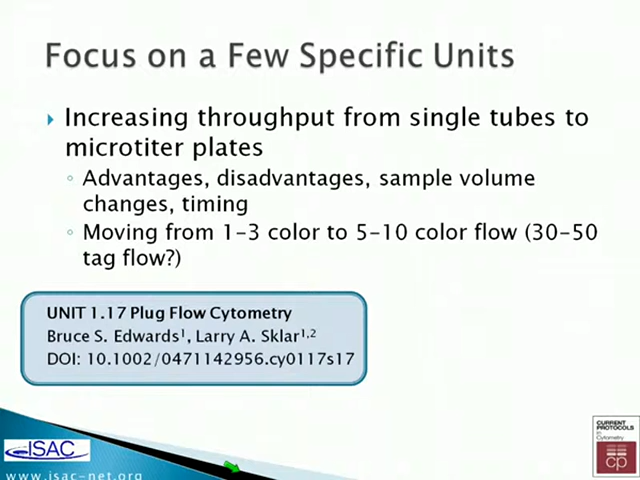 Focus on a Few Specific Units
Increasing throughput from single tubes to
microtiter plates
Advantages, disadvantages, sample volume
changes, timing
Moving from 1–3 color to 5–10 color flow (30–50
tag flow?)
UNIT 1.17 Plug Flow Cytometry
Bruce S. Edwards¹, Larry A. Sklar¹,²
DOI: 10.1002/0471142956.cy0117s17
ISAC
www.isac-net.org
CURRENT
PROTOCOLS
in Cytometry
cp